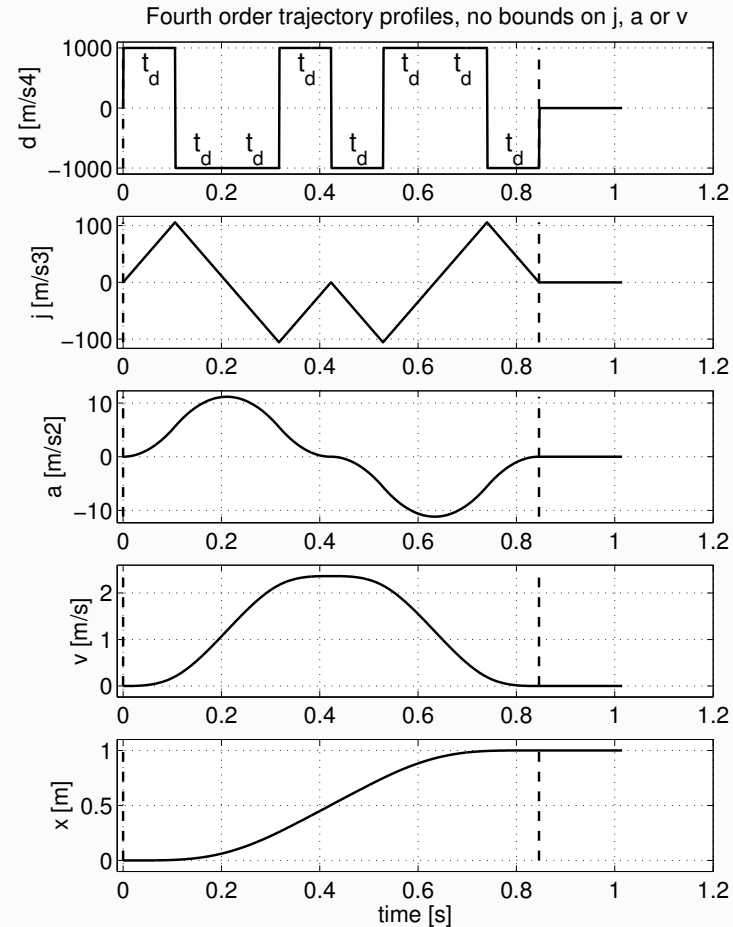 Fourth order trajectory profiles, no bounds on j, a or v
d [m/s4]
1000
0
−1000
t_d t_d t_d t_d
t_d t_d t_d t_d
0 0.2 0.4 0.6 0.8 1 1.2
j [m/s3]
100
0
−100
0 0.2 0.4 0.6 0.8 1 1.2
a [m/s2]
10
0
−10
0 0.2 0.4 0.6 0.8 1 1.2
v [m/s]
2
1
0
0 0.2 0.4 0.6 0.8 1 1.2
x [m]
1
0.5
0
0 0.2 0.4 0.6 0.8 1 1.2
time [s]